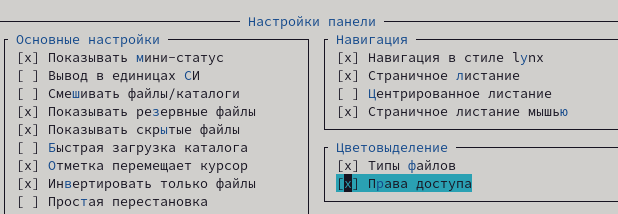 Настройки панели
Основные настройки
[x] Показывать мини-статус
[ ] Вывод в единицах СИ
[ ] Смешивать файлы/каталоги
[x] Показывать резервные файлы
[x] Показывать скрытые файлы
[ ] Быстрая загрузка каталога
[x] Отметка перемещает курсор
[x] Инвертировать только файлы
[ ] Простая перестановка
Навигация
[x] Навигация в стиле lynx
[x] Страничное листание
[ ] Центрированное листание
[x] Страничное листание мышью
Цветовыделение
[x] Типы файлов
[x] Права доступа